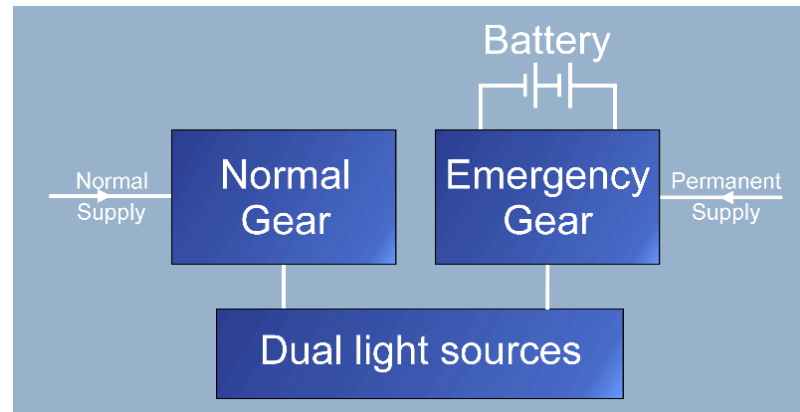 Battery
Normal
Supply
Normal
Gear
Emergency
Gear
Permanent
Supply
Dual light sources